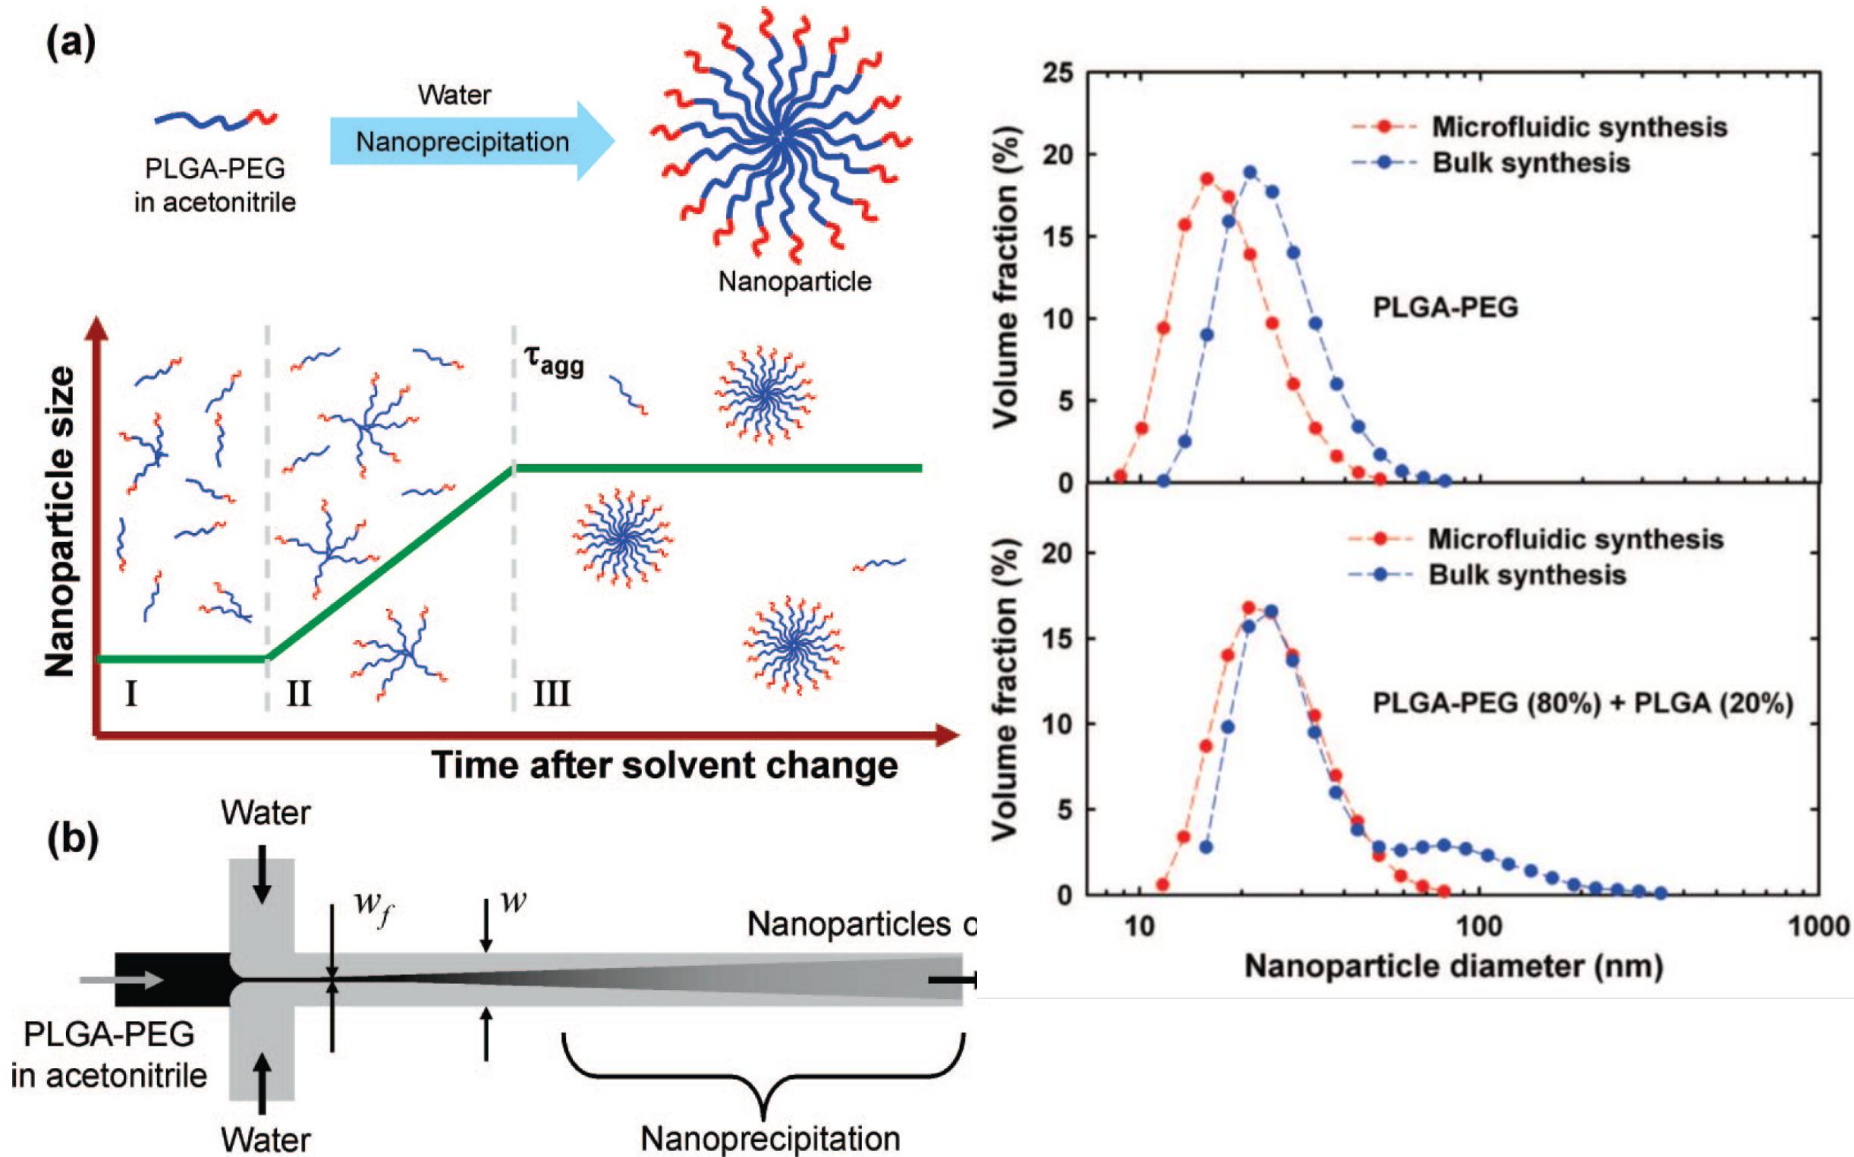 (a)
Water
Nanoprecipitation
PLGA-PEG
in acetonitrile
Nanoparticle
Nanoparticle size
τagg
I
II
III
Time after solvent change
(b)
Water
wf
w
Nanoparticles o
PLGA-PEG
in acetonitrile
Water
Nanoprecipitation
25
20
15
10
5
0
Volume fraction (%)
Microfluidic synthesis
Bulk synthesis
PLGA-PEG
20
15
10
5
0
Volume fraction (%)
Microfluidic synthesis
Bulk synthesis
PLGA-PEG (80%) + PLGA (20%)
10 100 1000
Nanoparticle diameter (nm)